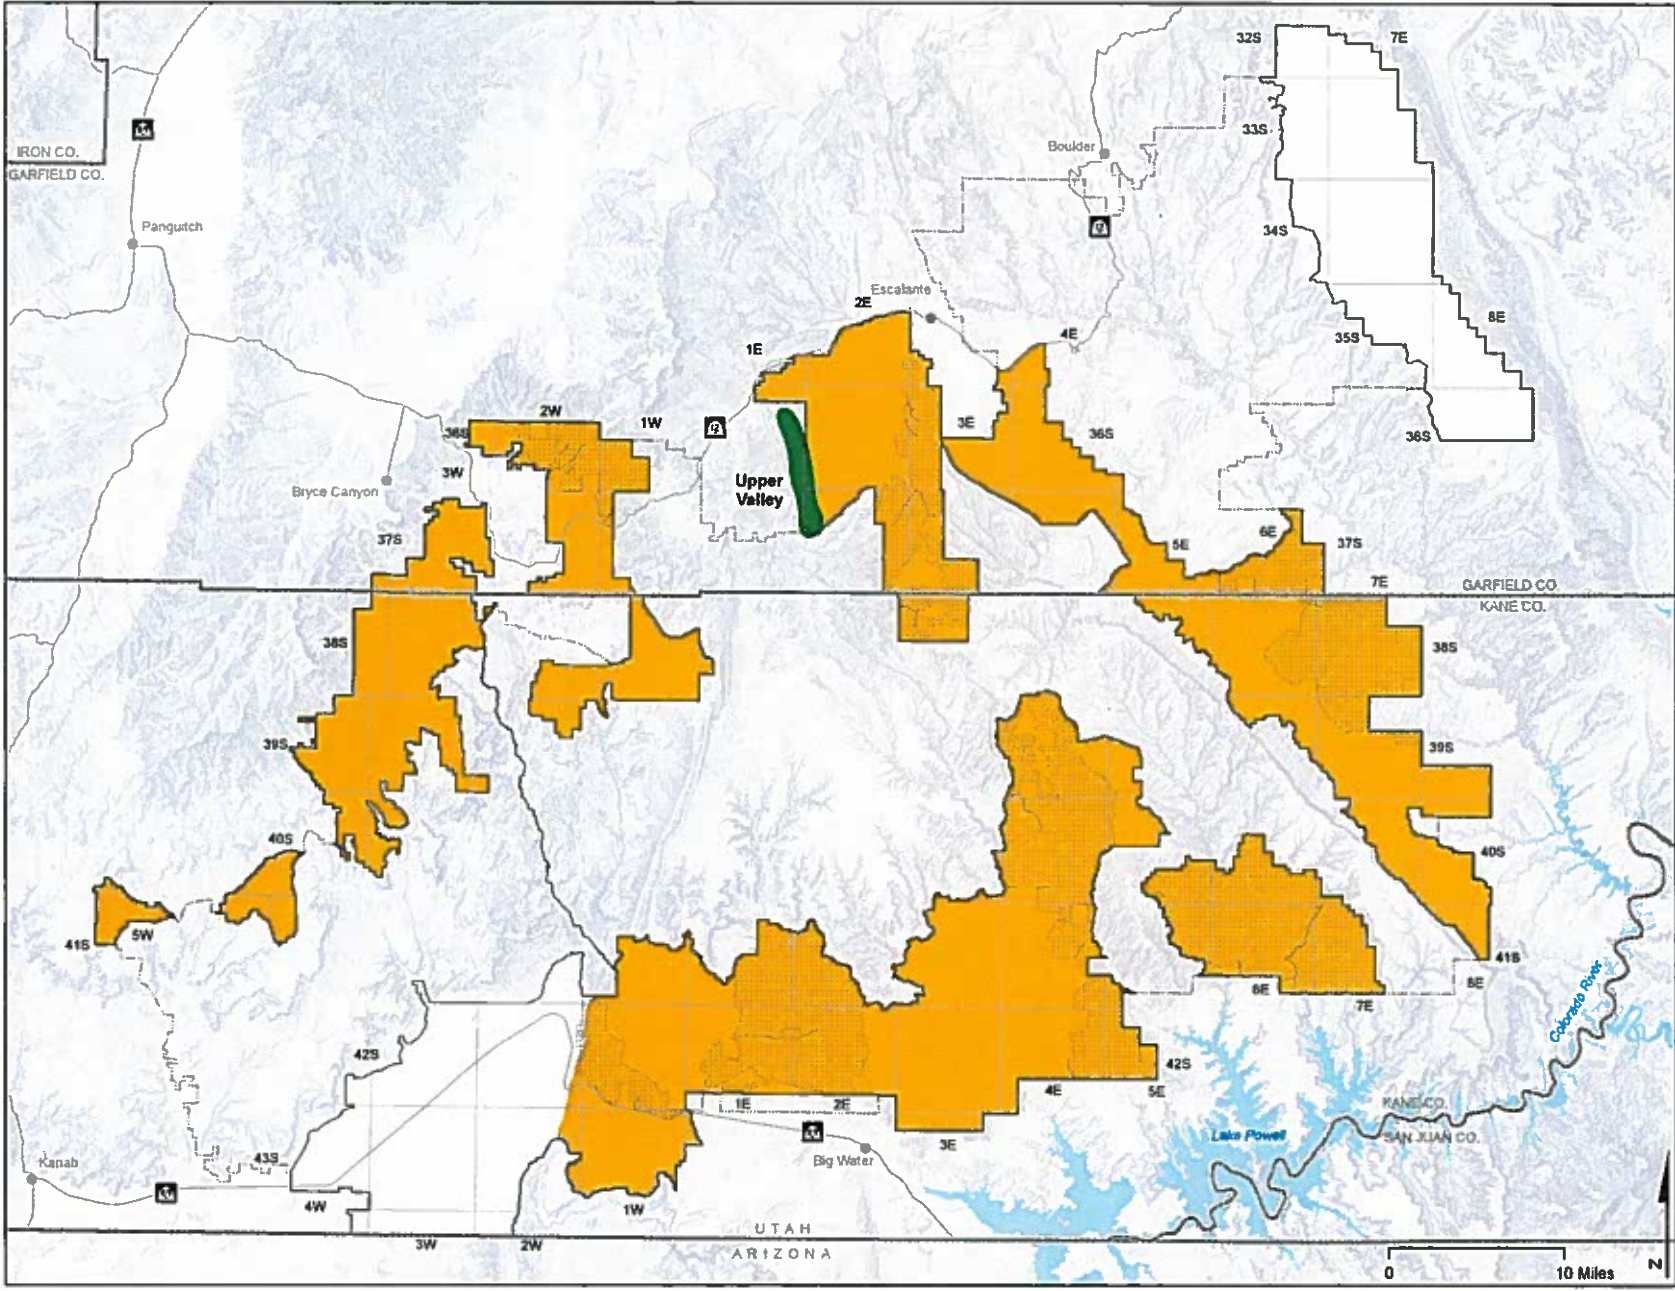 32S
7E
33S
IRON CO.
GARFIELD CO.
Boulder
Panguitch
34S
Escalante
2E
8E
4E
35S
1E
2W
1W
3E
36S
36S
36S
3W
Upper
Valley
Bryce Canyon
6E
37S
37S
5E
7E
GARFIELD CO.
KANE CO.
38S
38S
39S
39S
40S
40S
41S
5W
41S
8E
6E
7E
Colorado River
42S
42S
4E
5E
1E
2E
KANE CO.
3E
Lake Powell
SAN JUAN CO.
Big Water
Kanab
43S
4W
1W
UTAH
3W
2W
ARIZONA
0
10 Miles
N